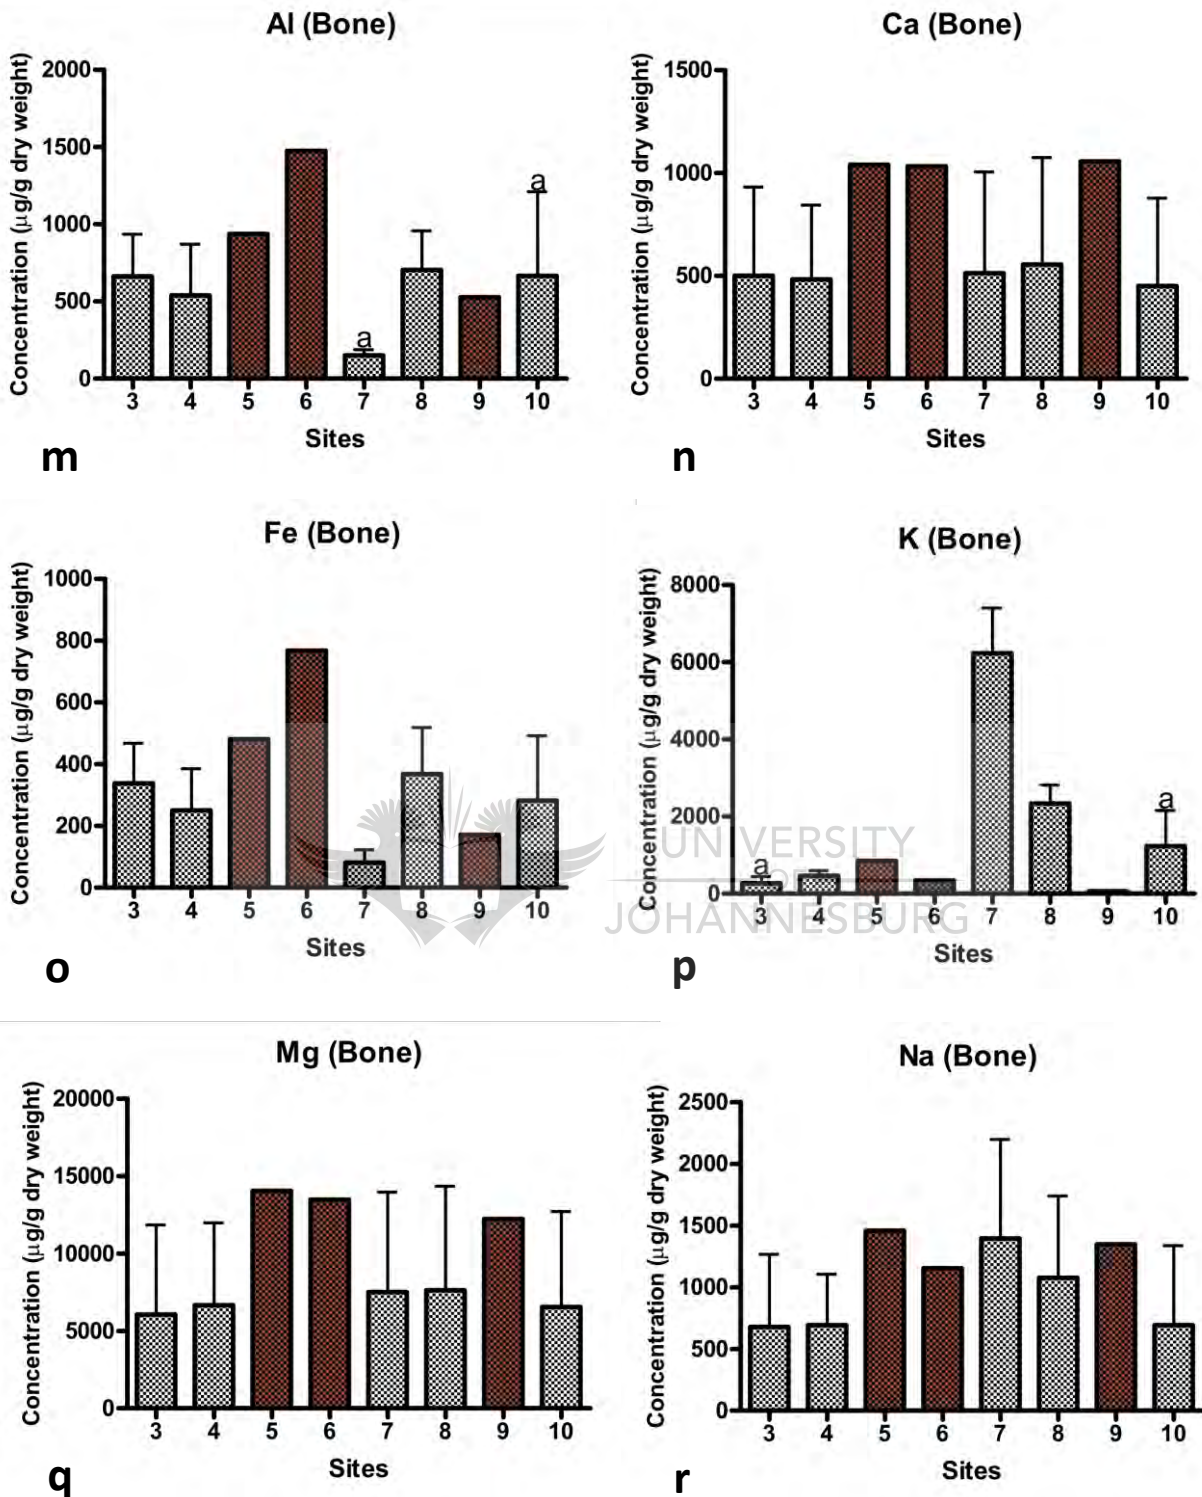 Al (Bone)
Concentration (µg/g dry weight)
2000
1500
1000
500
0
a
a
3 4 5 6 7 8 9 10
Sites
m
Ca (Bone)
Concentration (µg/g dry weight)
1500
1000
500
0
3 4 5 6 7 8 9 10
Sites
n
Fe (Bone)
Concentration (µg/g dry weight)
1000
800
600
400
200
0
3 4 5 6 7 8 9 10
Sites
o
K (Bone)
Concentration (µg/g dry weight)
8000
6000
4000
2000
0
a
a
3 4 5 6 7 8 9 10
Sites
p
UNIVERSITY
OF
JOHANNESBURG
Mg (Bone)
Concentration (µg/g dry weight)
20000
15000
10000
5000
0
3 4 5 6 7 8 9 10
Sites
q
Na (Bone)
Concentration (µg/g dry weight)
2500
2000
1500
1000
500
0
3 4 5 6 7 8 9 10
Sites
r